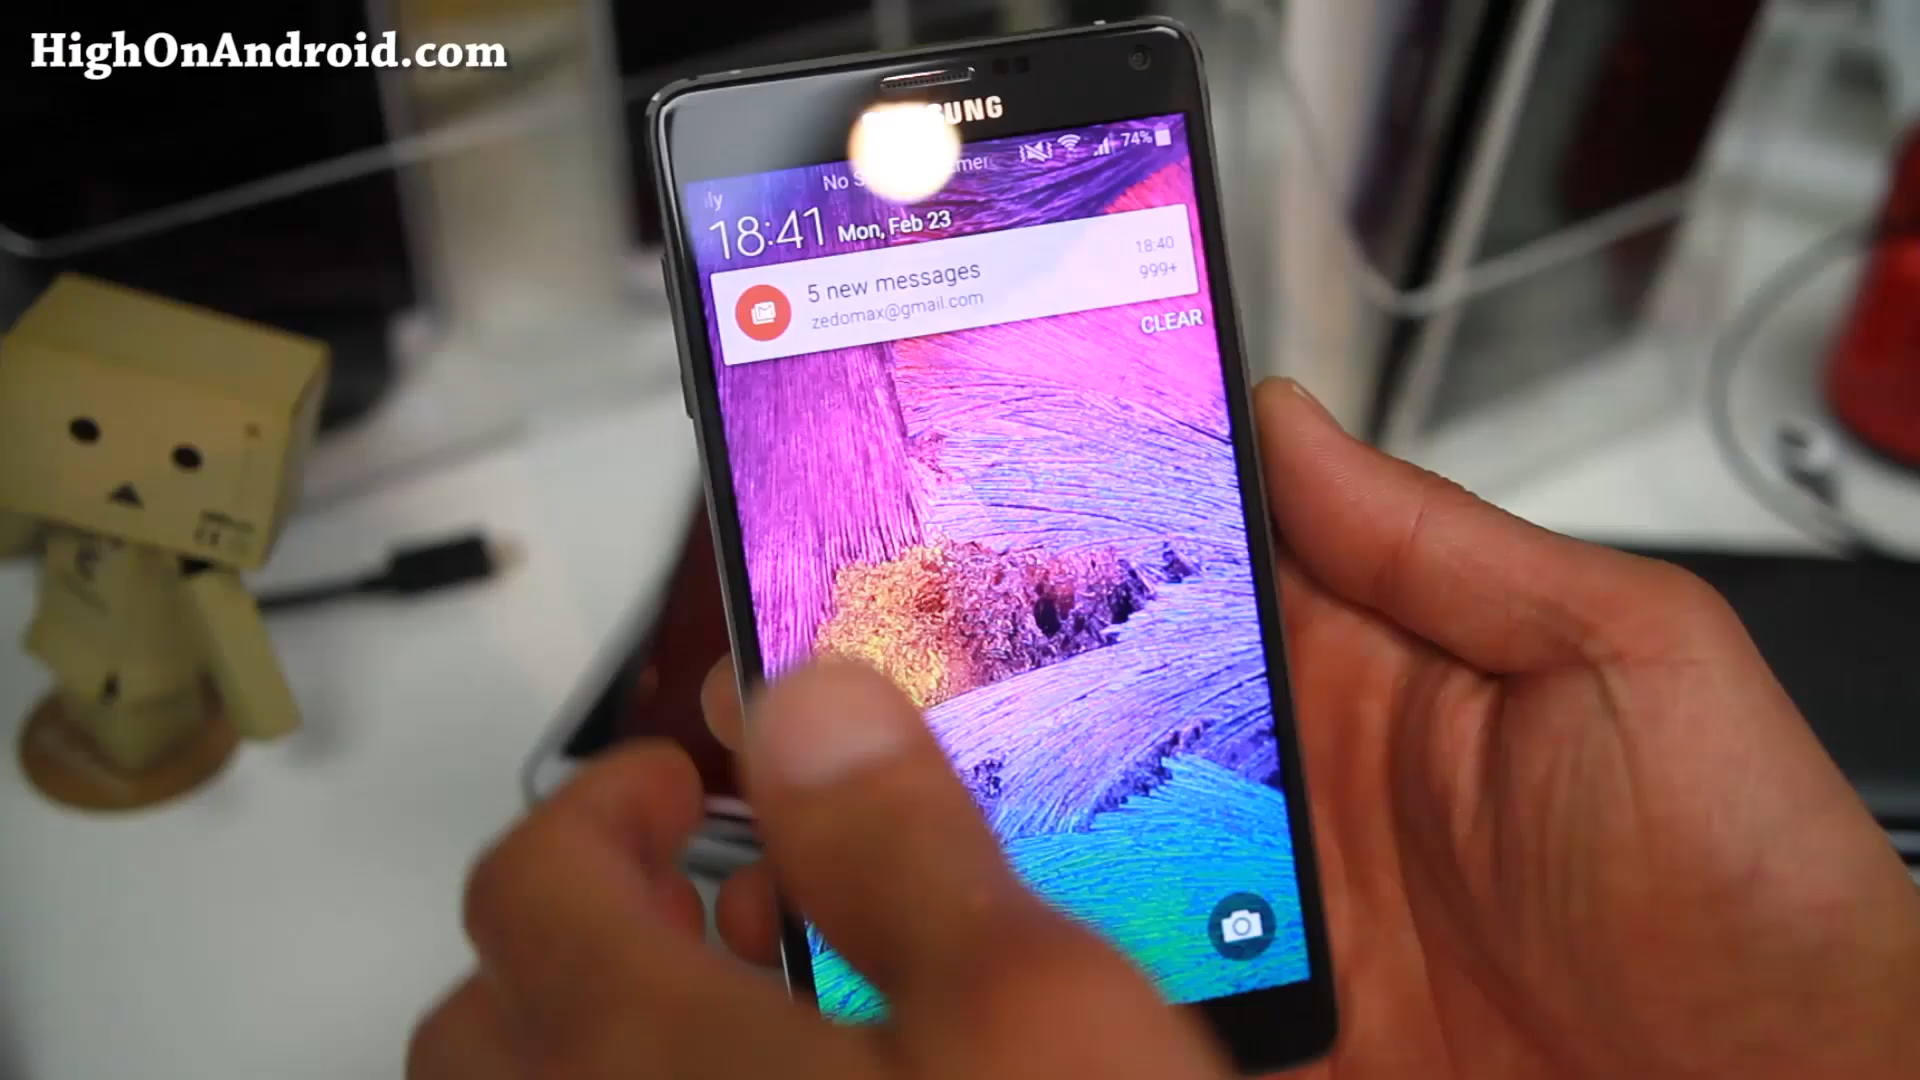 HighOnAndroid.com
UNG
74%
No
18:41 Mon, Feb 23
5 new messages
18:40
zedomax@gmail.com
999+
CLEAR